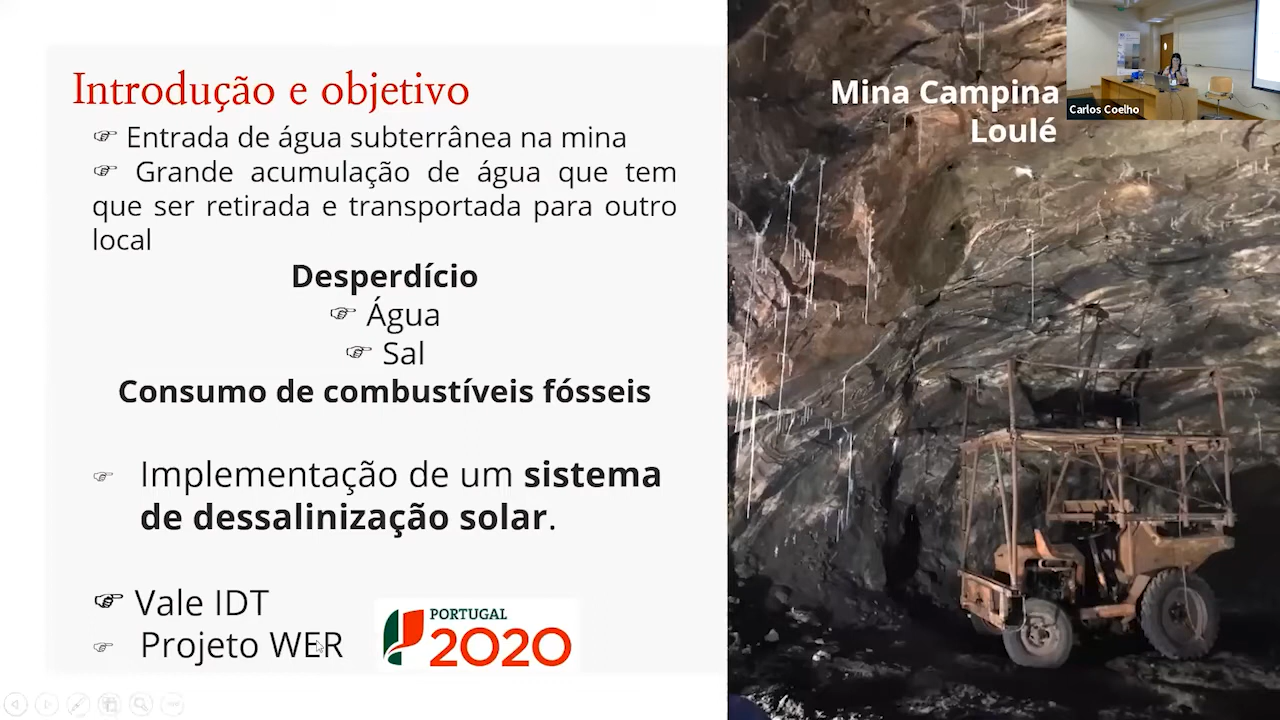 Introdução e objetivo
☞ Entrada de água subterrânea na mina
☞ Grande acumulação de água que tem
que ser retirada e transportada para outro
local
Desperdício
☞ Água
☞ Sal
Consumo de combustíveis fósseis
☞ Implementação de um sistema
de dessalinização solar.
☞ Vale IDT
☞ Projeto WER
PORTUGAL
2020
Mina Campina
Loulé
Carlos Coelho